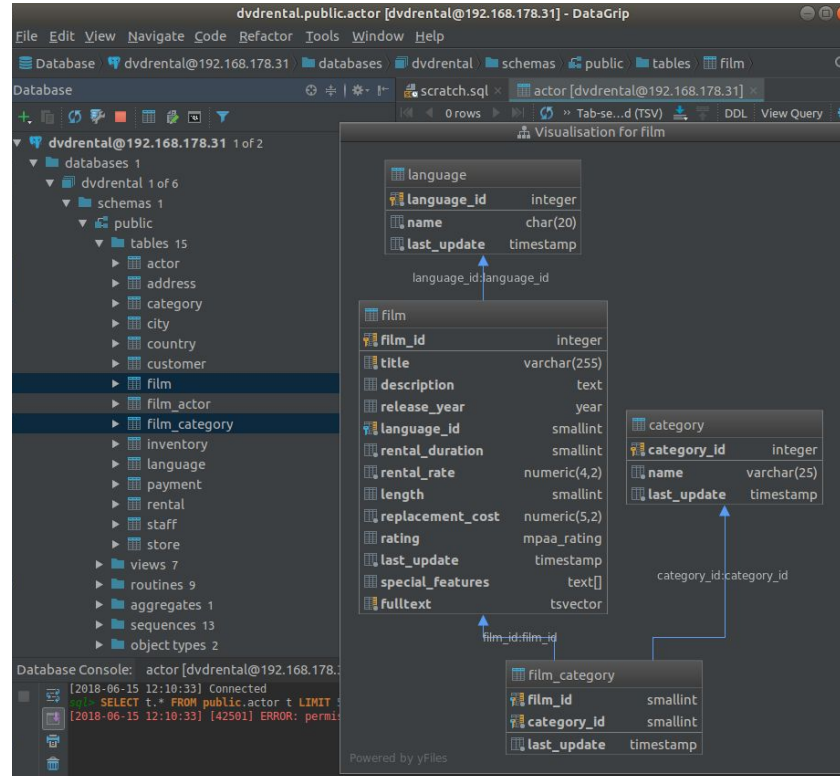 dvdrental.public.actor [dvdrental@192.168.178.31] - DataGrip
File Edit View Navigate Code Refactor Tools Window Help
Database dvdrental@192.168.178.31 databases dvdrental schemas public tables film
Database
scratch.sql actor [dvdrental@192.168.178.31]
0 rows Tab-se...d (TSV) DDL View Query
dvdrental@192.168.178.31 1 of 2
databases 1
dvdrental 1 of 6
schemas 1
public
tables 15
actor
address
category
city
country
customer
film
film_actor
film_category
inventory
language
payment
rental
staff
store
views 7
routines 9
aggregates 1
sequences 13
object types 2
Visualisation for film
language
language_id integer
name char(20)
last_update timestamp
language_id:language_id
film
film_id integer
title varchar(255)
description text
release_year year
language_id smallint
rental_duration smallint
rental_rate numeric(4,2)
length smallint
replacement_cost numeric(5,2)
rating mpaa_rating
last_update timestamp
special_features text[]
fulltext tsvector
category
category_id integer
name varchar(25)
last_update timestamp
category_id:category_id
film_id:film_id
film_category
film_id smallint
category_id smallint
last_update timestamp
Powered by yFiles
Database Console: actor [dvdrental@192.168.178.
[2018-06-15 12:10:33] Connected
sql> SELECT t.* FROM public.actor t LIMIT
[2018-06-15 12:10:33] [42501] ERROR: permis